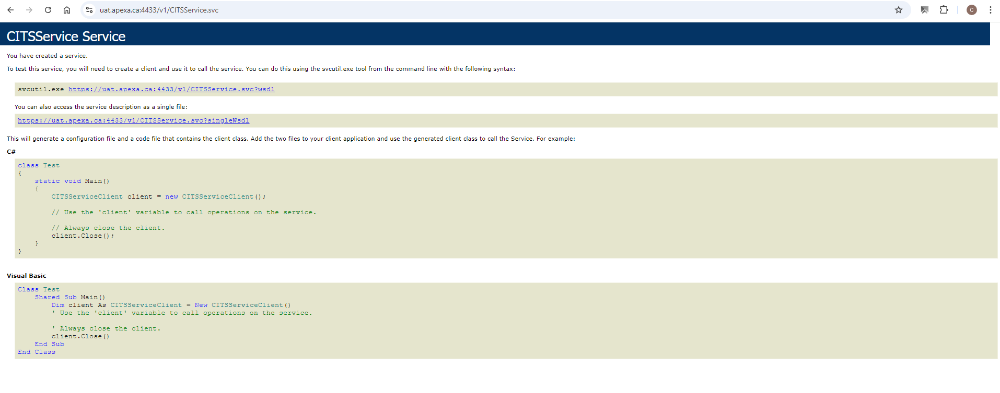 uat.apexa.ca:4433/v1/CITSService.svc
C
CITSService Service
You have created a service.
To test this service, you will need to create a client and use it to call the service. You can do this using the svcutil.exe tool from the command line with the following syntax:
svcutil.exe https://uat.apexa.ca:4433/v1/CITSService.svc?wsdl
You can also access the service description as a single file:
https://uat.apexa.ca:4433/v1/CITSService.svc?singleWsdl
This will generate a configuration file and a code file that contains the client class. Add the two files to your client application and use the generated client class to call the Service. For example:
C#
class Test
{
    static void Main()
    {
        CITSServiceClient client = new CITSServiceClient();
        // Use the 'client' variable to call operations on the service.
        // Always close the client.
        client.Close();
    }
}
Visual Basic
Class Test
    Shared Sub Main()
        Dim client As CITSServiceClient = New CITSServiceClient()
        ' Use the 'client' variable to call operations on the service.
        ' Always close the client.
        client.Close()
    End Sub
End Class